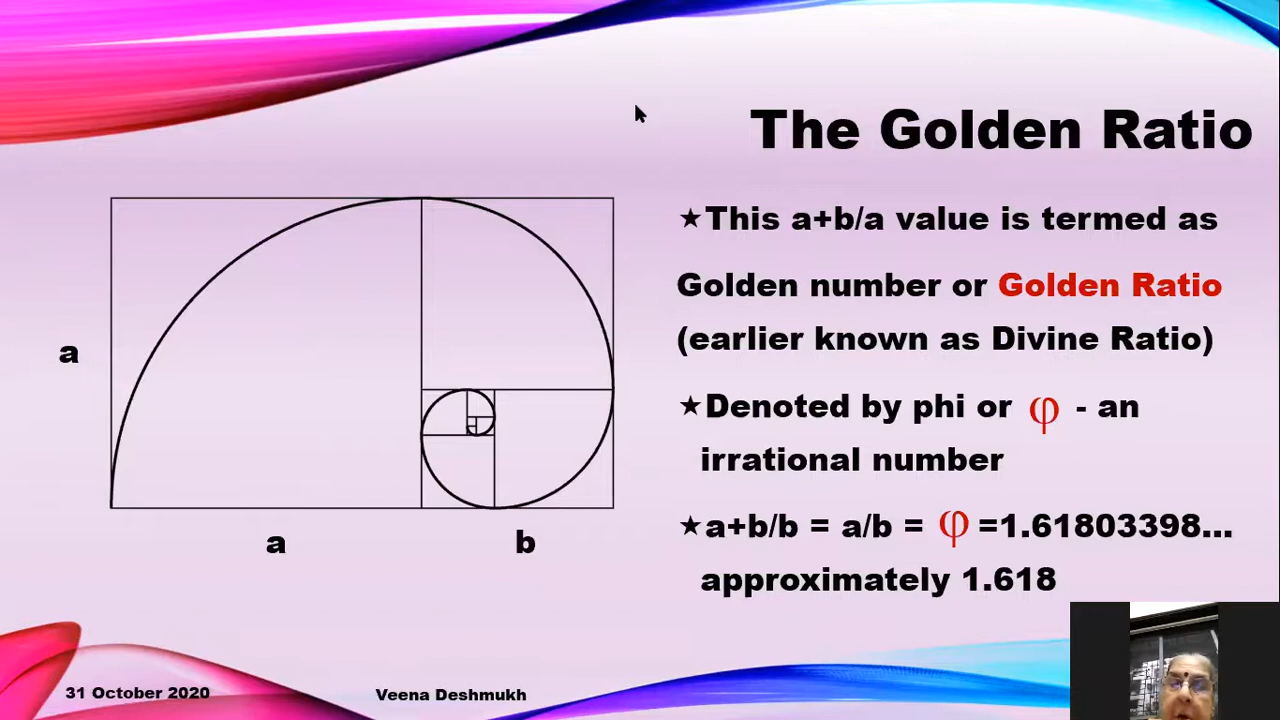 The Golden Ratio
★This a+b/a value is termed as
Golden number or Golden Ratio
(earlier known as Divine Ratio)
★Denoted by phi or φ - an
irrational number
★a+b/b = a/b = φ =1.61803398...
approximately 1.618
a
a
b
31 October 2020
Veena Deshmukh